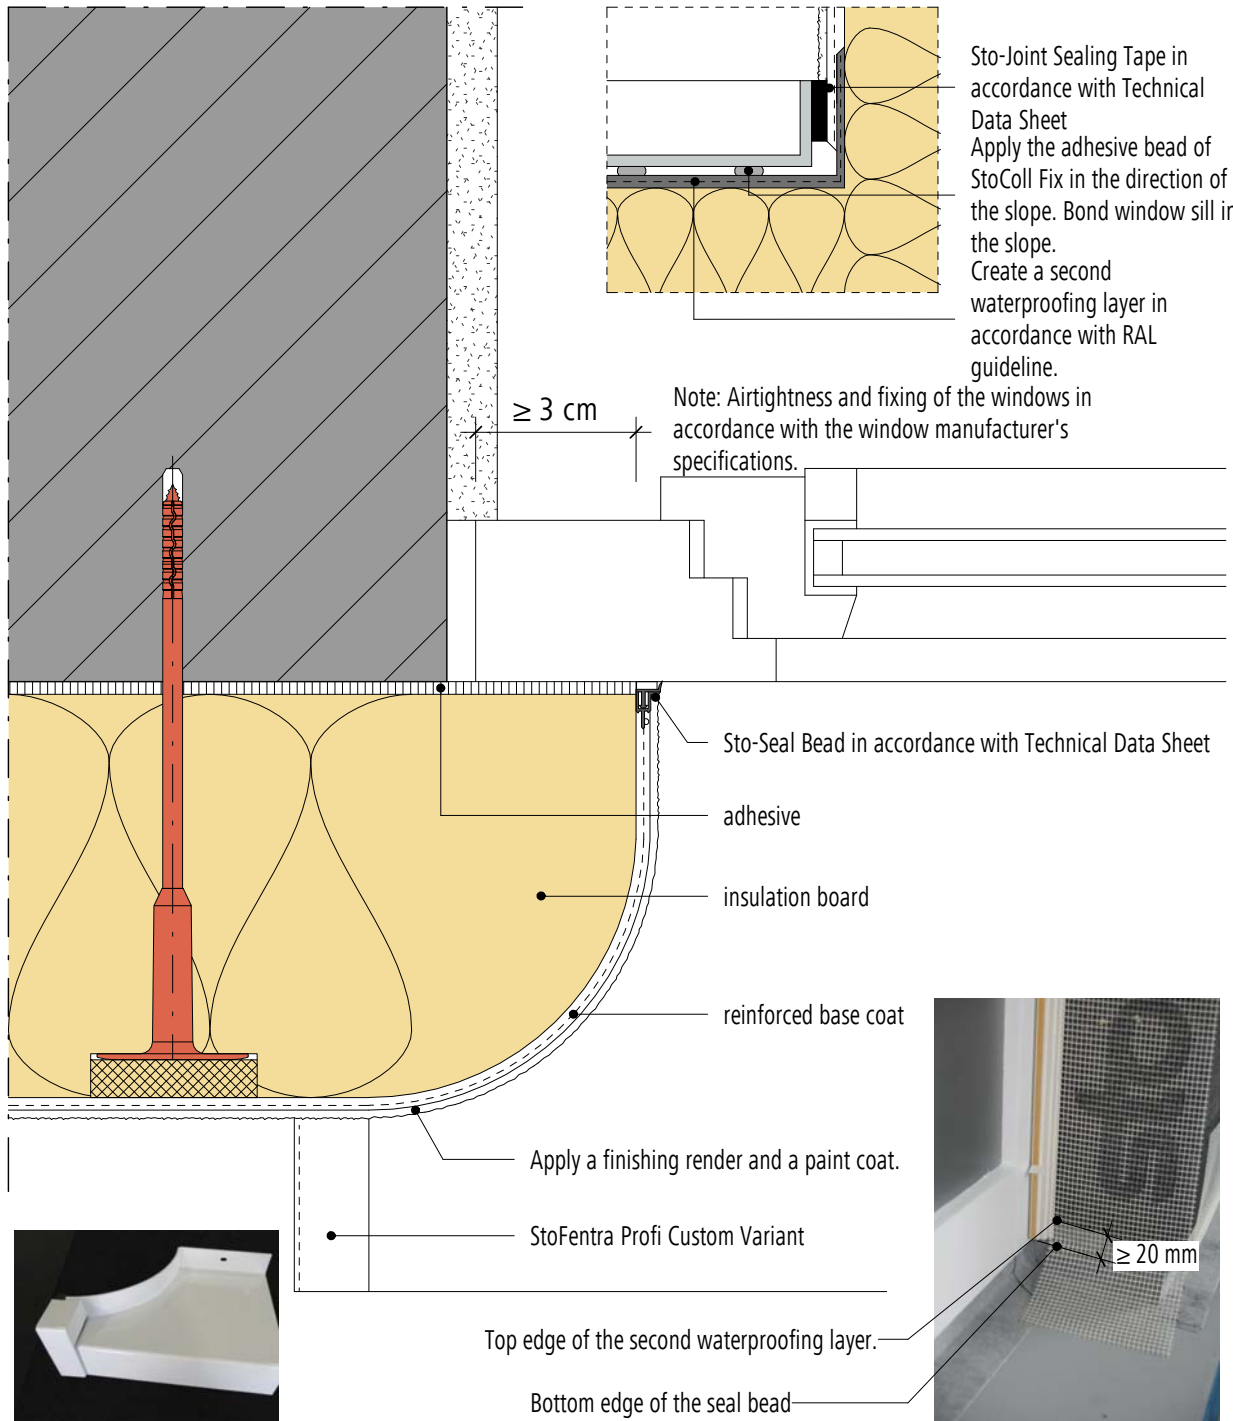 Sto-Joint Sealing Tape in
accordance with Technical
Data Sheet
Apply the adhesive bead of
StoColl Fix in the direction of
the slope. Bond window sill in
the slope.
Create a second
waterproofing layer in
accordance with RAL
guideline.
≥ 3 cm
Note: Airtightness and fixing of the windows in
accordance with the window manufacturer's
specifications.
Sto-Seal Bead in accordance with Technical Data Sheet
adhesive
insulation board
reinforced base coat
Apply a finishing render and a paint coat.
StoFentra Profi Custom Variant
≥ 20 mm
Top edge of the second waterproofing layer.
Bottom edge of the seal bead